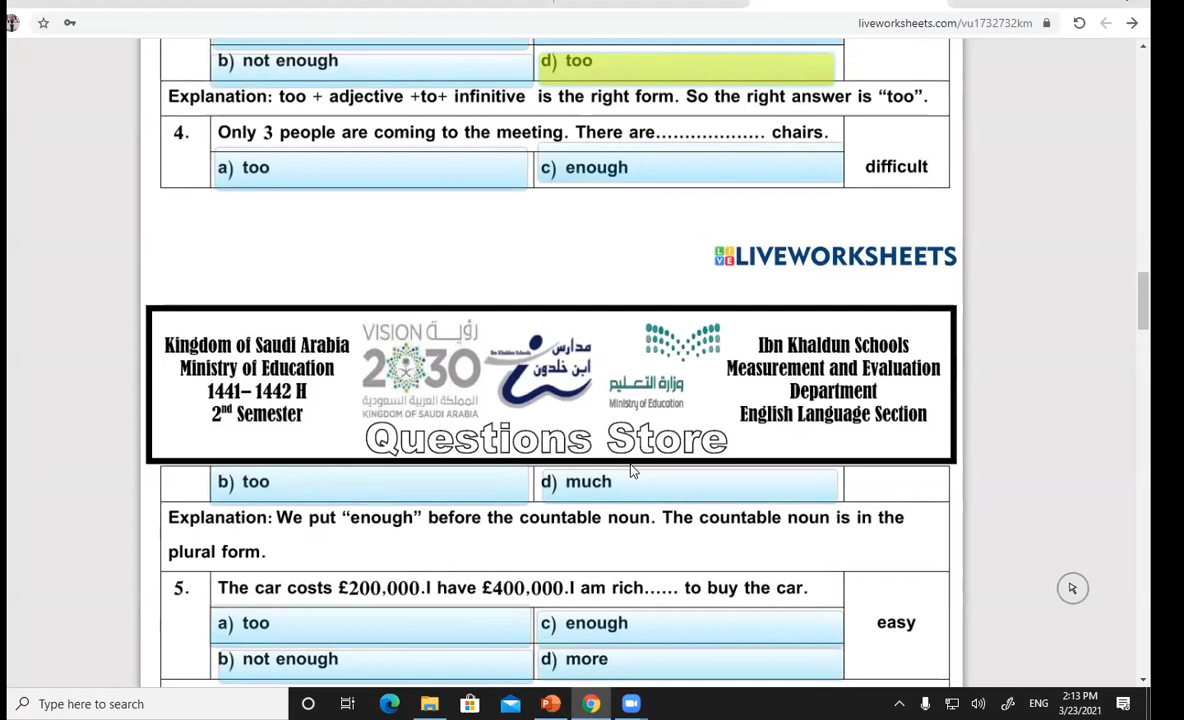 liveworksheets.com/vu1732732km
b) not enough
d) too
Explanation: too + adjective +to+ infinitive is the right form. So the right answer is “too”.
4.
Only 3 people are coming to the meeting. There are................... chairs.
a) too
c) enough
difficult
LIVEWORKSHEETS
Kingdom of Saudi Arabia
Ministry of Education
1441– 1442 H
2nd Semester
VISION رؤية
2030
المملكة العربية السعودية
KINGDOM OF SAUDI ARABIA
Ibn Khaldun Schools
مدارس
ابن خلدون
وزارة التعليم
Ministry of Education
Ibn Khaldun Schools
Measurement and Evaluation
Department
English Language Section
Questions Store
b) too
d) much
Explanation: We put “enough” before the countable noun. The countable noun is in the
plural form.
5.
The car costs £200,000.I have £400,000.I am rich...... to buy the car.
a) too
c) enough
easy
b) not enough
d) more
Type here to search
ENG
2:13 PM
3/23/2021